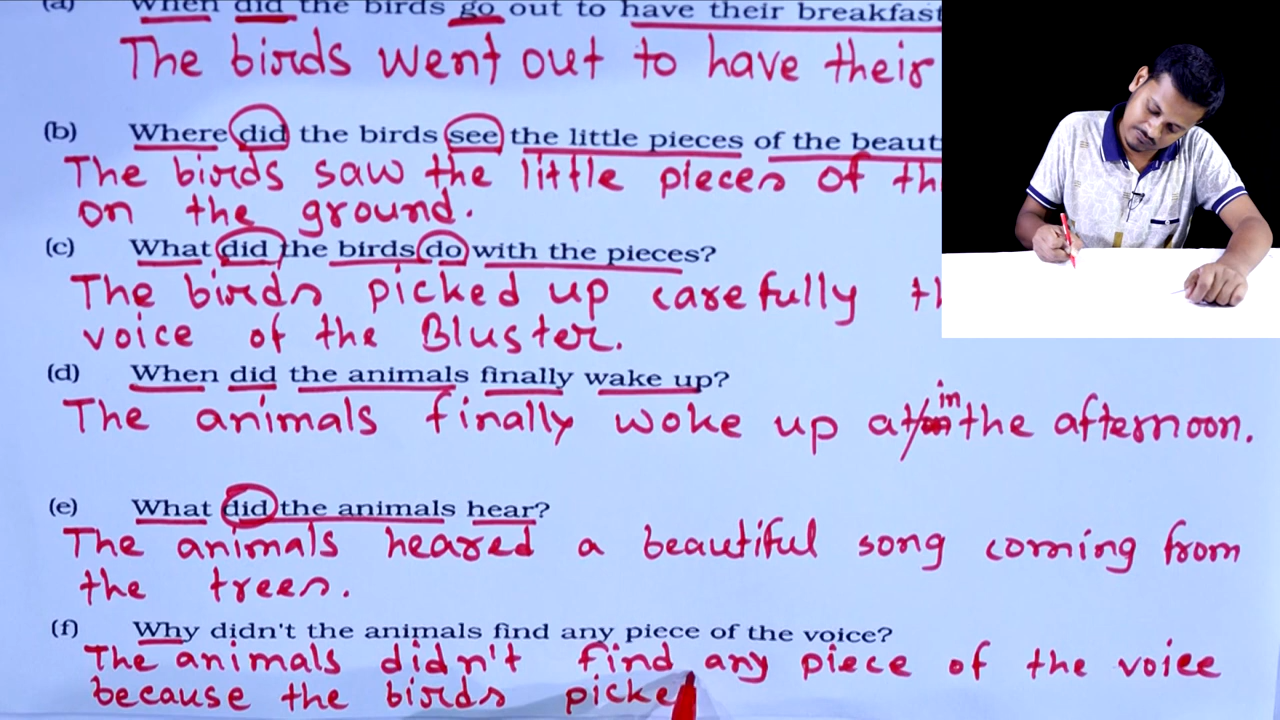 (a) When did the birds go out to have their breakfast
The birds went out to have their
(b) Where did the birds see the little pieces of the beaut
The birds saw the little pieces of th
on the ground.
(c) What did the birds do with the pieces?
The birds picked up carefully th
voice of the Bluster.
(d) When did the animals finally wake up?
The animals finally woke up at/in the afternoon.
(e) What did the animals hear?
The animals heared a beautiful song coming from
the trees.
(f) Why didn't the animals find any piece of the voice?
The animals didn't find any piece of the voice
because the birds picke